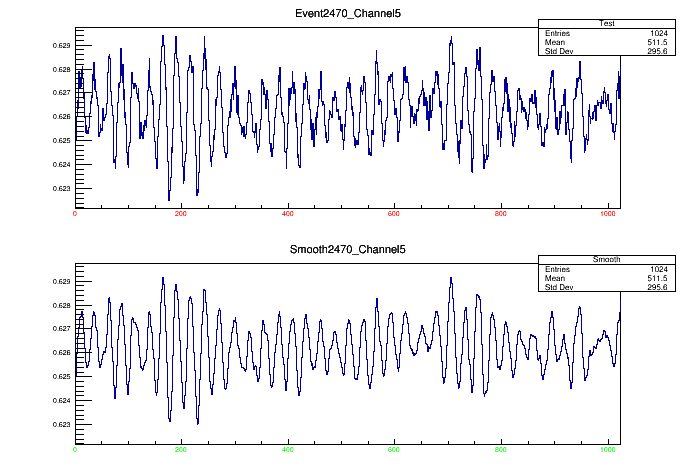 Event2470_Channel5
Test
Entries 1024
Mean 511.5
Std Dev 295.6
0.629
0.628
0.627
0.626
0.625
0.624
0.623
0 200 400 600 800 1000
Smooth2470_Channel5
Smooth
Entries 1024
Mean 511.5
Std Dev 295.6
0.629
0.628
0.627
0.626
0.625
0.624
0.623
0 200 400 600 800 1000